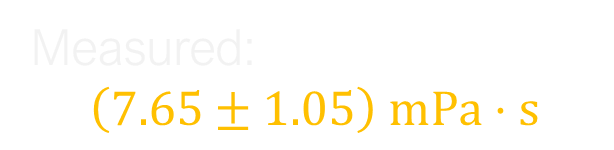 Measured:
(7.65 ± 1.05) mPa · s